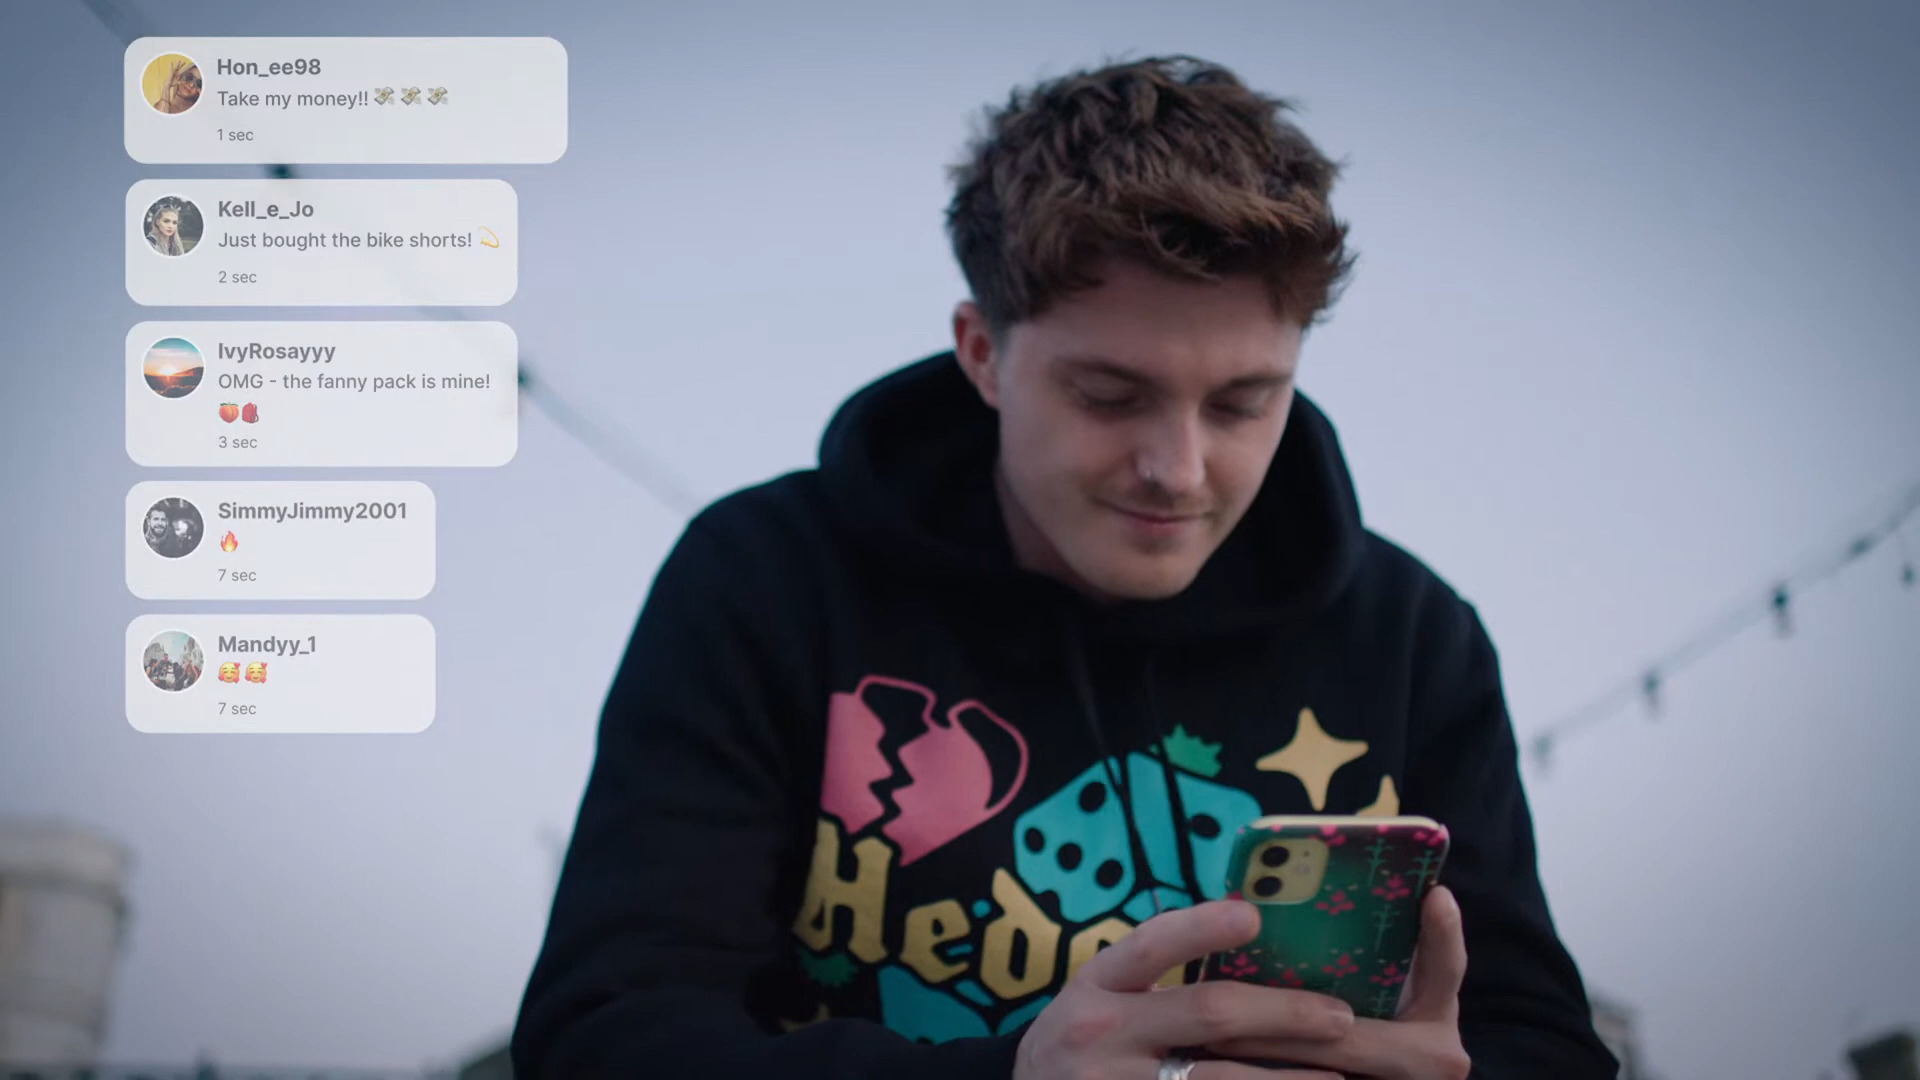 Hon_ee98
Take my money!! 💸 💸 💸
1 sec
Kell_e_Jo
Just bought the bike shorts! 💫
2 sec
IvyRosayyy
OMG - the fanny pack is mine!
🍑🎒
3 sec
SimmyJimmy2001
🔥
7 sec
Mandyy_1
🥰 🥰
7 sec